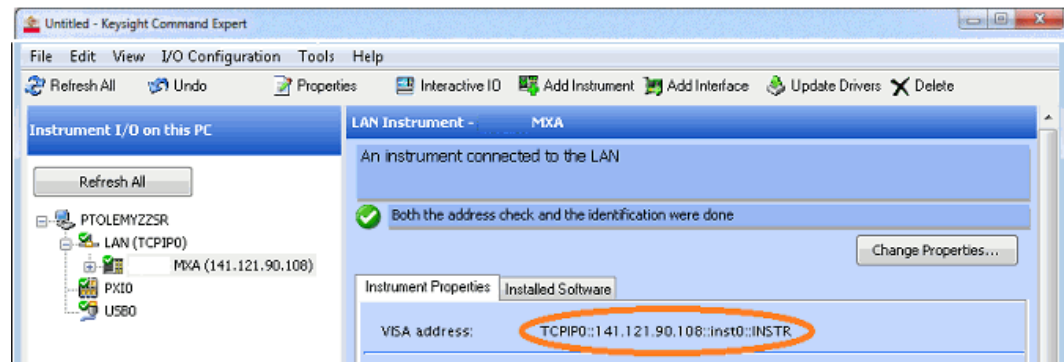 Untitled - Keysight Command Expert
File Edit View I/O Configuration Tools Help
Refresh All Undo Properties Interactive IO Add Instrument Add Interface Update Drivers Delete
Instrument I/O on this PC
Refresh All
PTOLEMYZZSR
LAN (TCPIP0)
MXA (141.121.90.108)
PXI0
USB0
LAN Instrument - MXA
An instrument connected to the LAN
Both the address check and the identification were done
Change Properties...
Instrument Properties Installed Software
VISA address: TCPIP0::141.121.90.108::inst0::INSTR